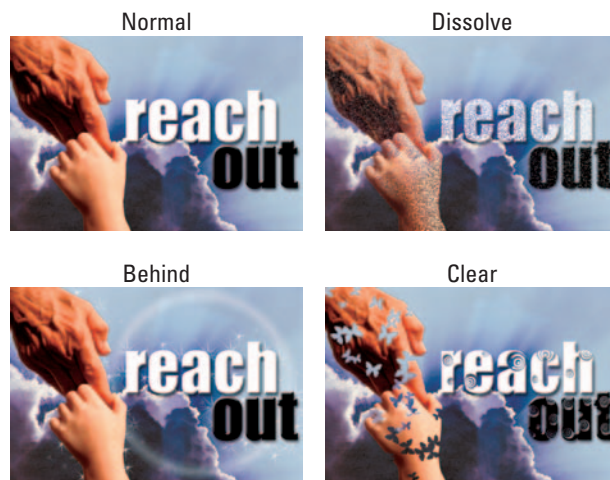 Normal
reach
out
Dissolve
reach
out
Behind
reach
out
Clear
reach
out